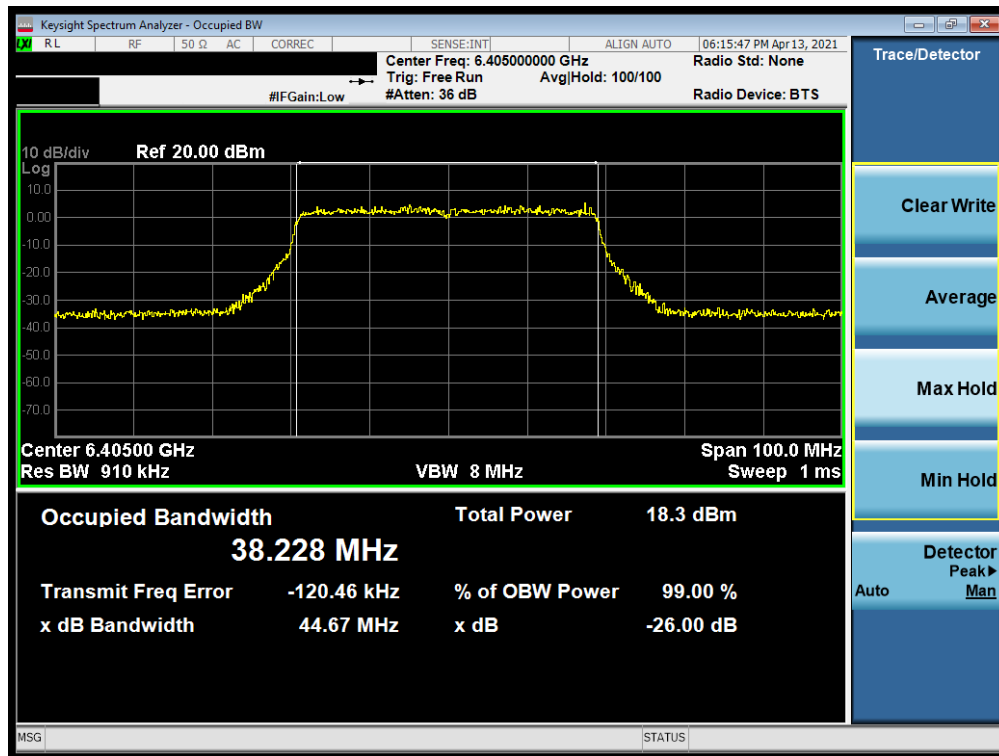 Keysight Spectrum Analyzer - Occupied BW
LXI RL RF 50 Ω AC CORREC SENSE:INT ALIGN AUTO 06:15:47 PM Apr 13, 2021
Center Freq: 6.405000000 GHz Radio Std: None
Trig: Free Run Avg|Hold: 100/100
#IFGain:Low #Atten: 36 dB Radio Device: BTS
10 dB/div Ref 20.00 dBm
Log
10.0
0.00
-10.0
-20.0
-30.0
-40.0
-50.0
-60.0
-70.0
Center 6.40500 GHz Span 100.0 MHz
Res BW 910 kHz VBW 8 MHz Sweep 1 ms
Occupied Bandwidth Total Power 18.3 dBm
38.228 MHz
Transmit Freq Error -120.46 kHz % of OBW Power 99.00 %
x dB Bandwidth 44.67 MHz x dB -26.00 dB
MSG STATUS
Trace/Detector
Clear Write
Average
Max Hold
Min Hold
Detector
Peak▶
Auto Man